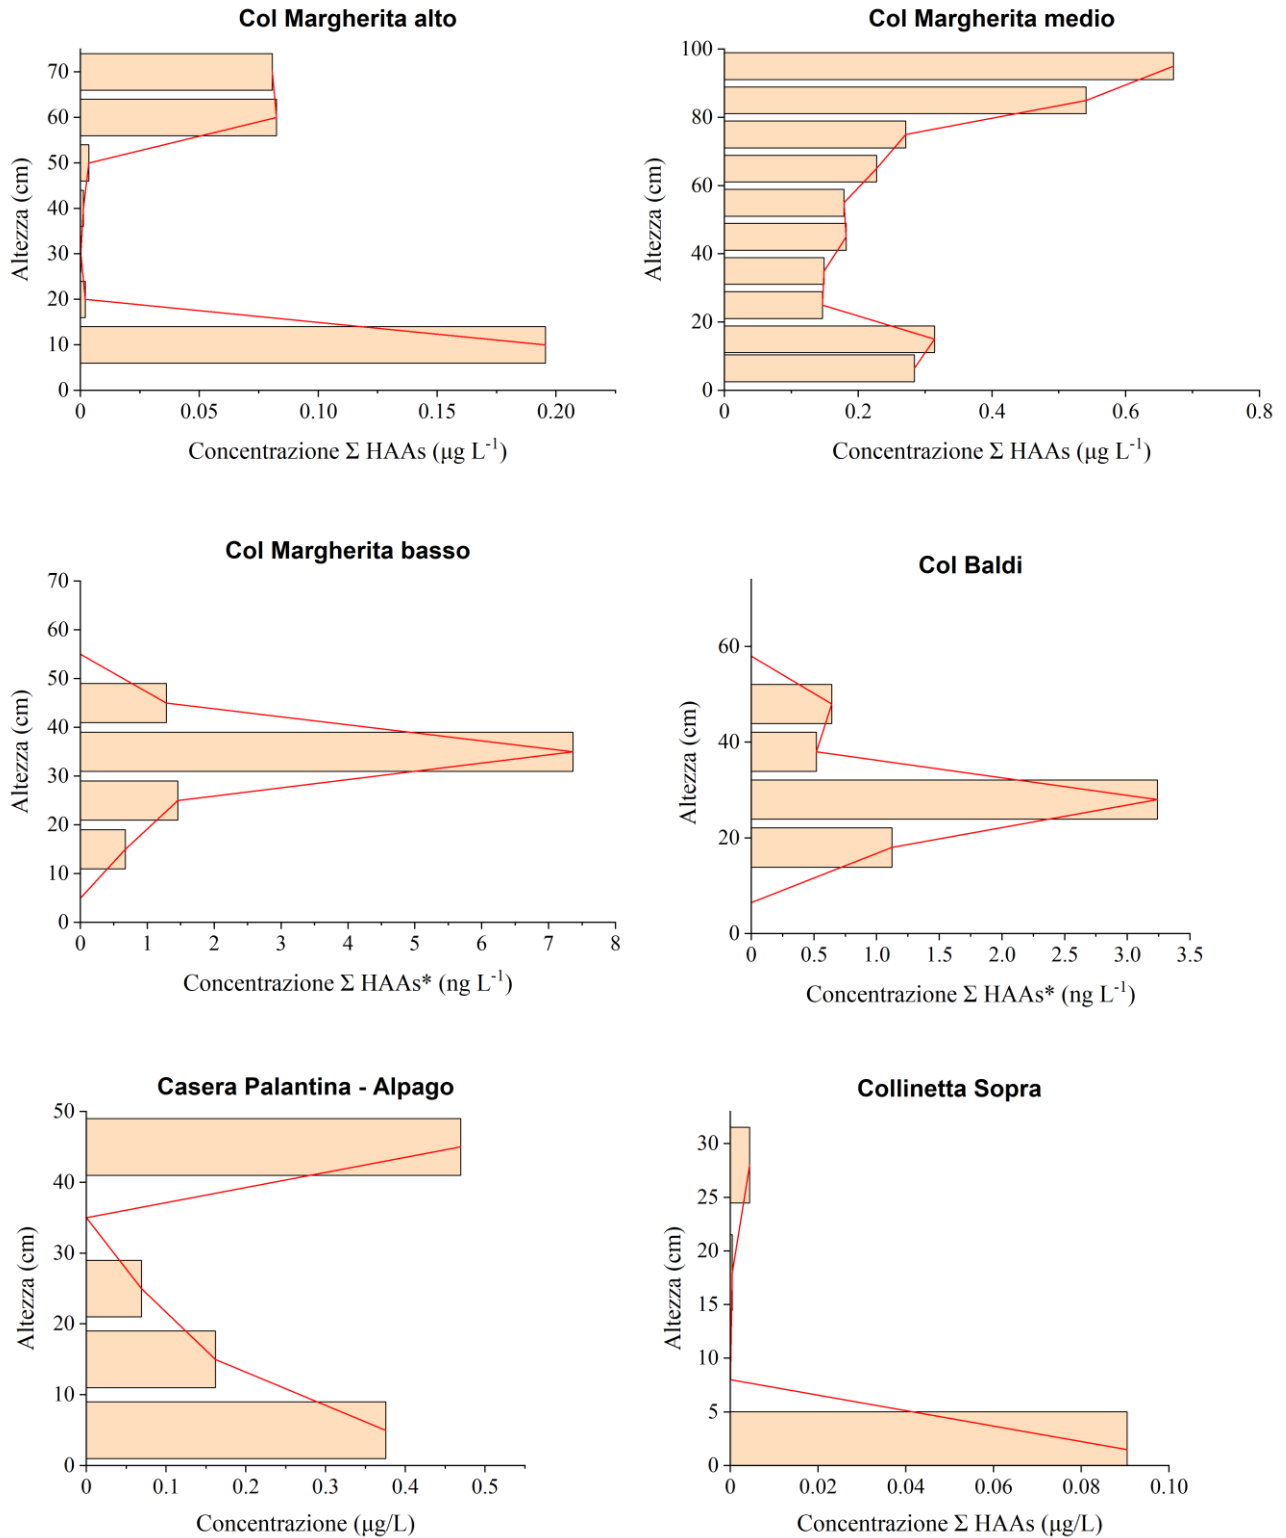 Col Margherita alto
Altezza (cm)
70
60
50
40
30
20
10
0
0 0.05 0.10 0.15 0.20
Concentrazione Σ HAAs (μg L⁻¹)
Col Margherita medio
Altezza (cm)
100
80
60
40
20
0
0 0.2 0.4 0.6 0.8
Concentrazione Σ HAAs (μg L⁻¹)
Col Margherita basso
Altezza (cm)
70
60
50
40
30
20
10
0
0 1 2 3 4 5 6 7 8
Concentrazione Σ HAAs* (ng L⁻¹)
Col Baldi
Altezza (cm)
60
40
20
0
0 0.5 1.0 1.5 2.0 2.5 3.0 3.5
Concentrazione Σ HAAs* (ng L⁻¹)
Casera Palantina - Alpago
Altezza (cm)
50
40
30
20
10
0
0 0.1 0.2 0.3 0.4 0.5
Concentrazione (μg/L)
Collinetta Sopra
Altezza (cm)
30
25
20
15
10
5
0
0 0.02 0.04 0.06 0.08 0.10
Concentrazione Σ HAAs (μg/L)